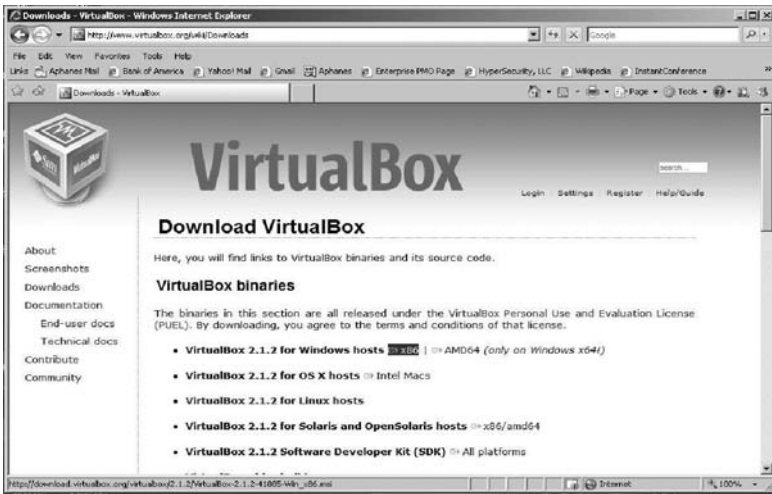 Downloads - VirtualBox - Windows Internet Explorer
http://www.virtualbox.org/wiki/Downloads
Google
File Edit View Favorites Tools Help
Links Aphanes Mail Bank of America Yahoo! Mail Gmail Aphanes Enterprise PMO Page HyperSecurity, LLC Wikipedia InstantConference
Downloads - VirtualBox
Page Tools
VirtualBox
search...
Login Settings Register Help/Guide
Download VirtualBox
About
Here, you will find links to VirtualBox binaries and its source code.
Screenshots
Downloads
VirtualBox binaries
Documentation
End-user docs
Technical docs
Contribute
Community
The binaries in this section are all released under the VirtualBox Personal Use and Evaluation License
(PUEL). By downloading, you agree to the terms and conditions of that license.
• VirtualBox 2.1.2 for Windows hosts x86 | AMD64 (only on Windows x64!)
• VirtualBox 2.1.2 for OS X hosts Intel Macs
• VirtualBox 2.1.2 for Linux hosts
• VirtualBox 2.1.2 for Solaris and OpenSolaris hosts x86/amd64
• VirtualBox 2.1.2 Software Developer Kit (SDK) All platforms
http://download.virtualbox.org/virtualbox/2.1.2/VirtualBox-2.1.2-41885-Win_x86.msi
Internet
100%